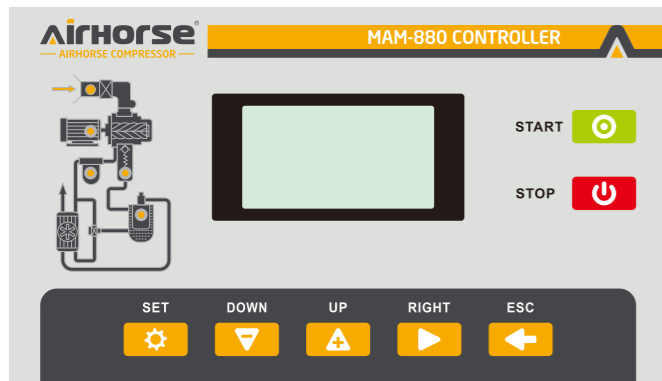 AIRHORSE®
AIRHORSE COMPRESSOR
MAM-880 CONTROLLER
START
STOP
SET
DOWN
UP
RIGHT
ESC